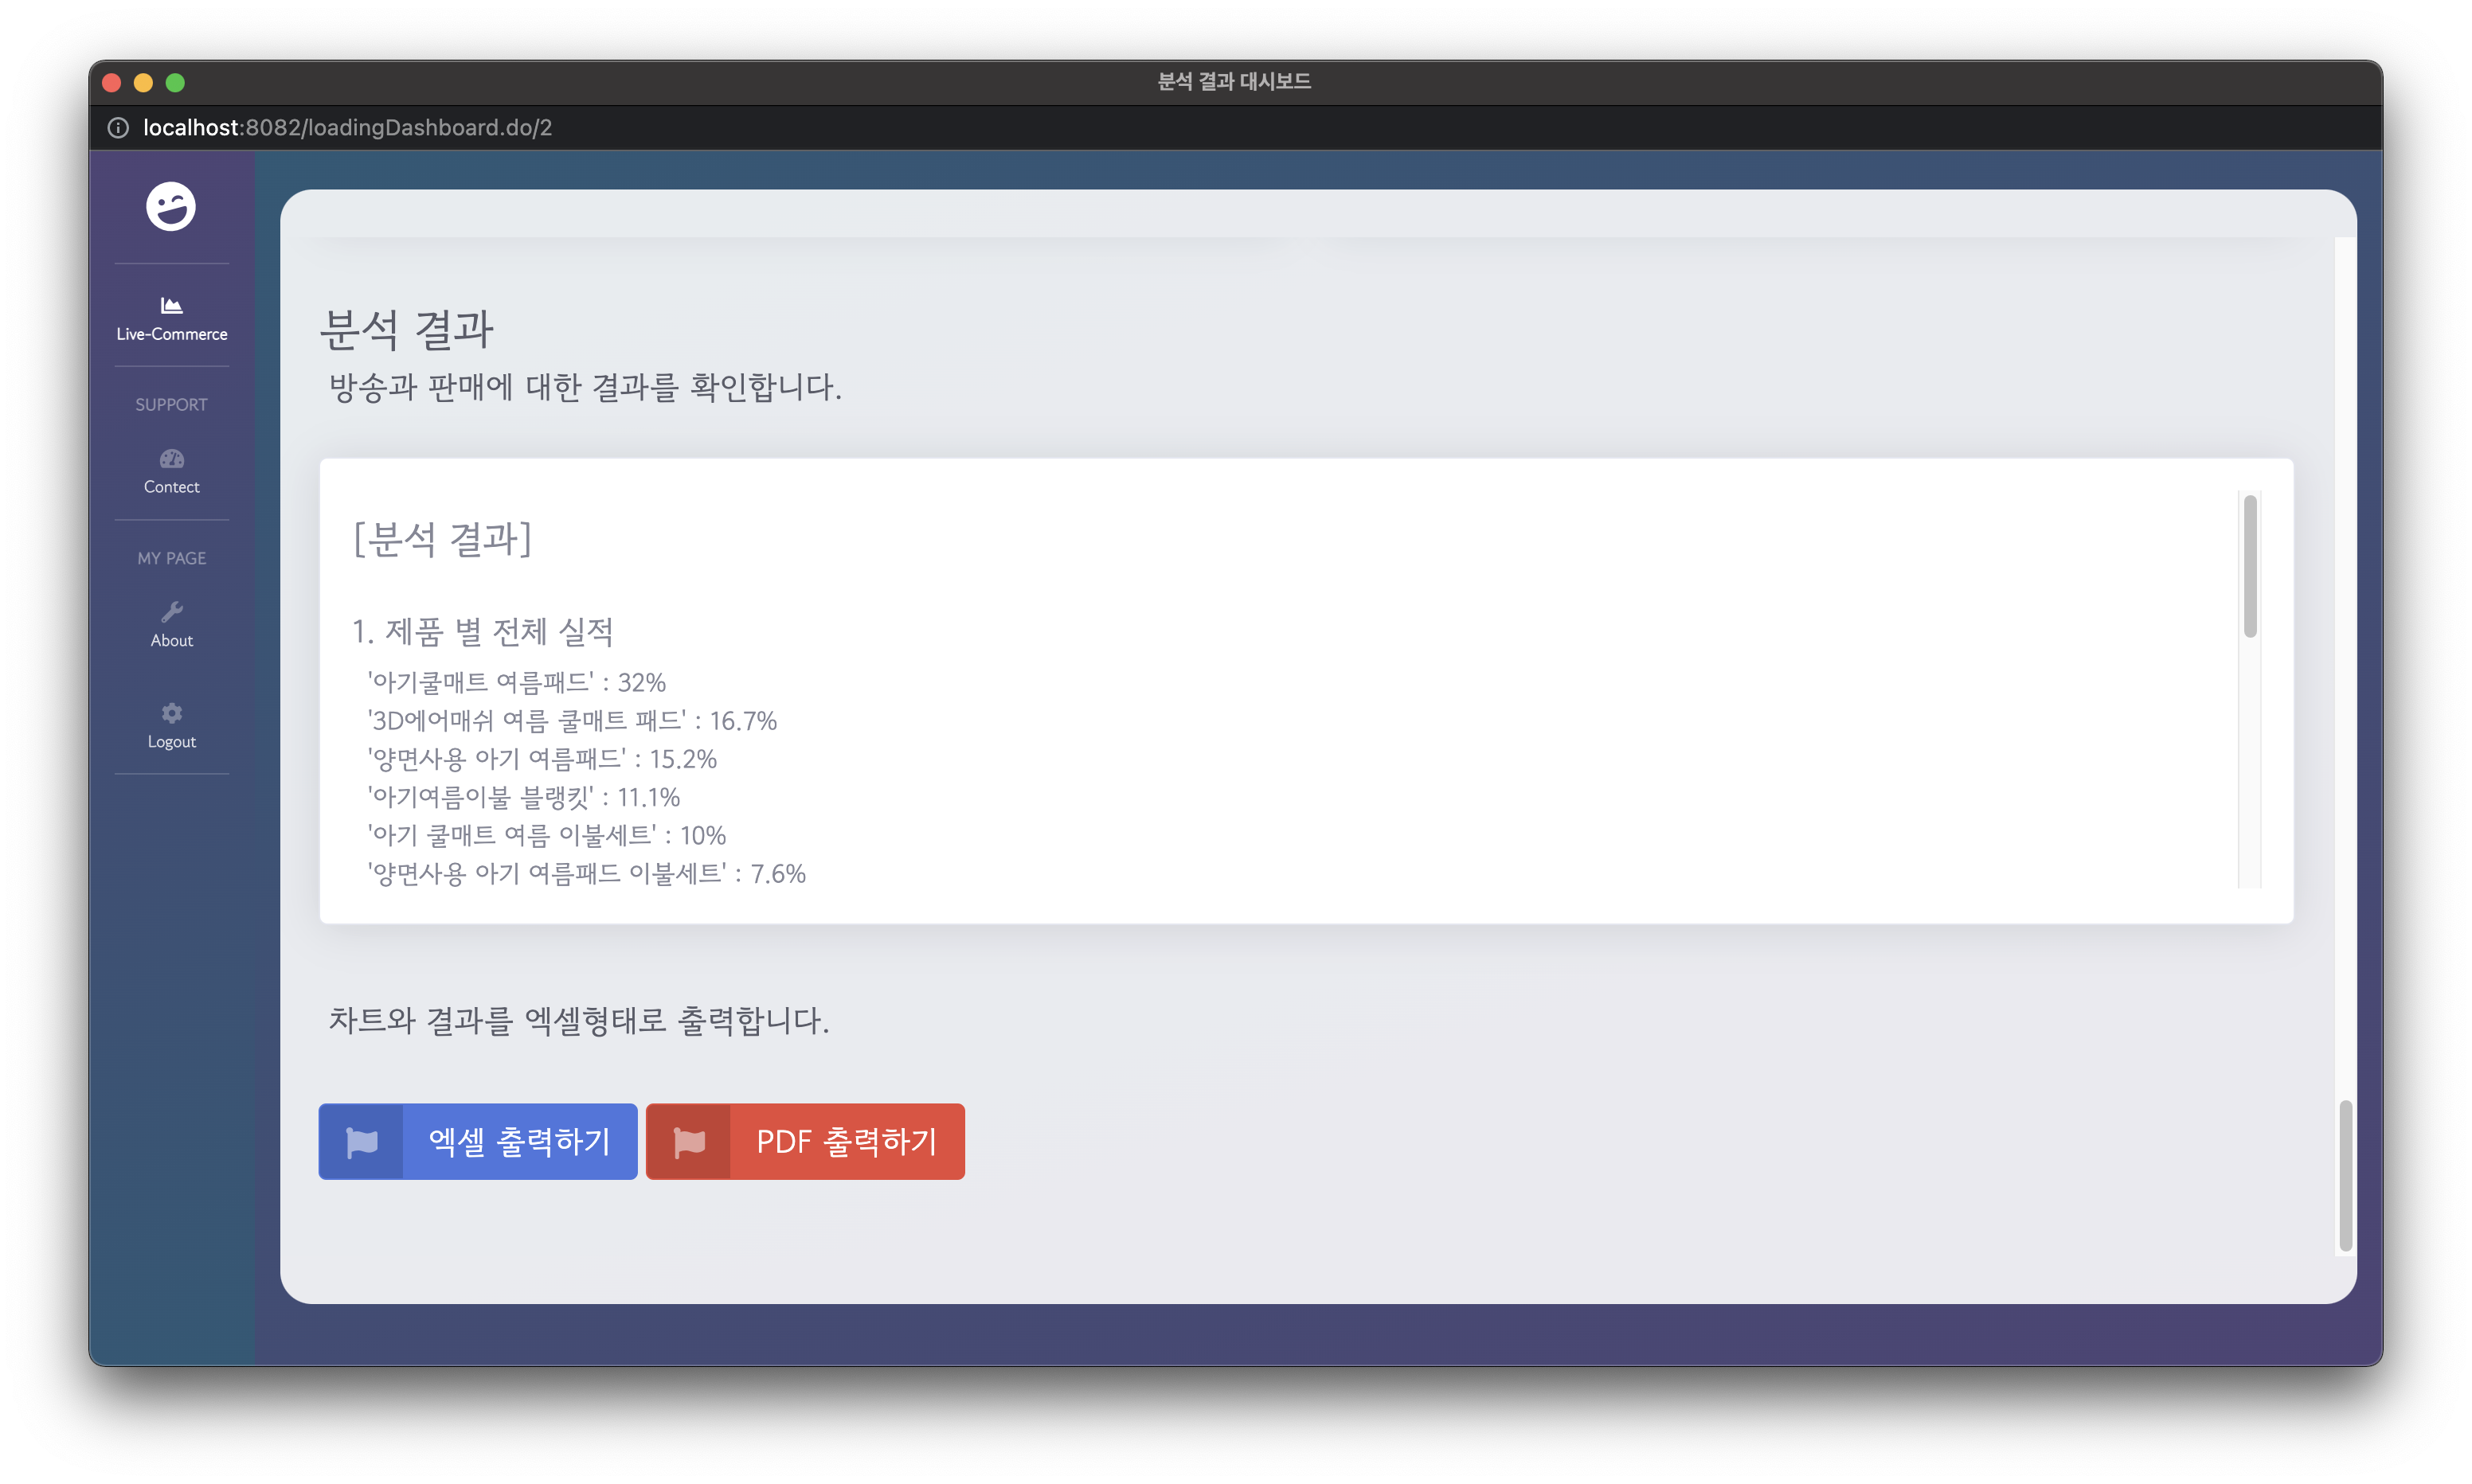 분석 결과 대시보드
localhost:8082/loadingDashboard.do/2
Live-Commerce
SUPPORT
Contect
MY PAGE
About
Logout
분석 결과
방송과 판매에 대한 결과를 확인합니다.
[분석 결과]
1. 제품 별 전체 실적
'아기쿨매트 여름패드' : 32%
'3D에어매쉬 여름 쿨매트 패드' : 16.7%
'양면사용 아기 여름패드' : 15.2%
'아기여름이불 블랭킷' : 11.1%
'아기 쿨매트 여름 이불세트' : 10%
'양면사용 아기 여름패드 이불세트' : 7.6%
차트와 결과를 엑셀형태로 출력합니다.
엑셀 출력하기
PDF 출력하기